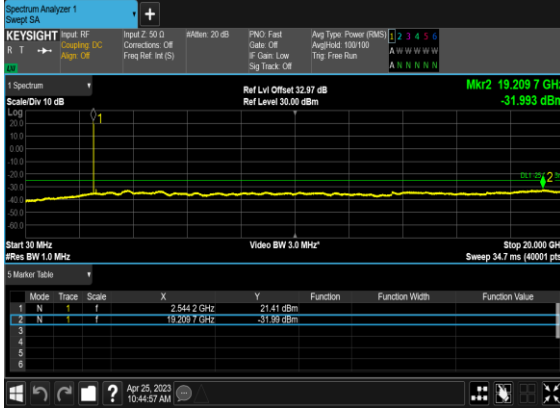 Spectrum Analyzer 1
Swept SA
+
KEYSIGHT
R T
LV
Input: RF
Coupling: DC
Align: Off
Input Z: 50 Ω
Corrections: Off
Freq Ref: Int (S)
#Atten: 20 dB
PNO: Fast
Gate: Off
IF Gain: Low
Sig Track: Off
Avg Type: Power (RMS)
Avg|Hold: 100/100
Trig: Free Run
1 2 3 4 5 6
A W W W W W
A N N N N N
1 Spectrum
Scale/Div 10 dB
Ref Lvl Offset 32.97 dB
Ref Level 30.00 dBm
Mkr2 19.209 7 GHz
-31.993 dBm
Log
20.0
10.0
0.00
-10.0
-20.0
-30.0
-40.0
-50.0
-60.0
1
2
Start 30 MHz
#Res BW 1.0 MHz
Video BW 3.0 MHz*
Stop 20.000 GH
Sweep 34.7 ms (40001 pts
5 Marker Table
Mode Trace Scale X Y Function Function Width Function Value
1 N 1 f 2.544 2 GHz 21.41 dBm
2 N 1 f 19.209 7 GHz -31.99 dBm
3
4
5
6
?
Apr 25, 2023
10:44:57 AM